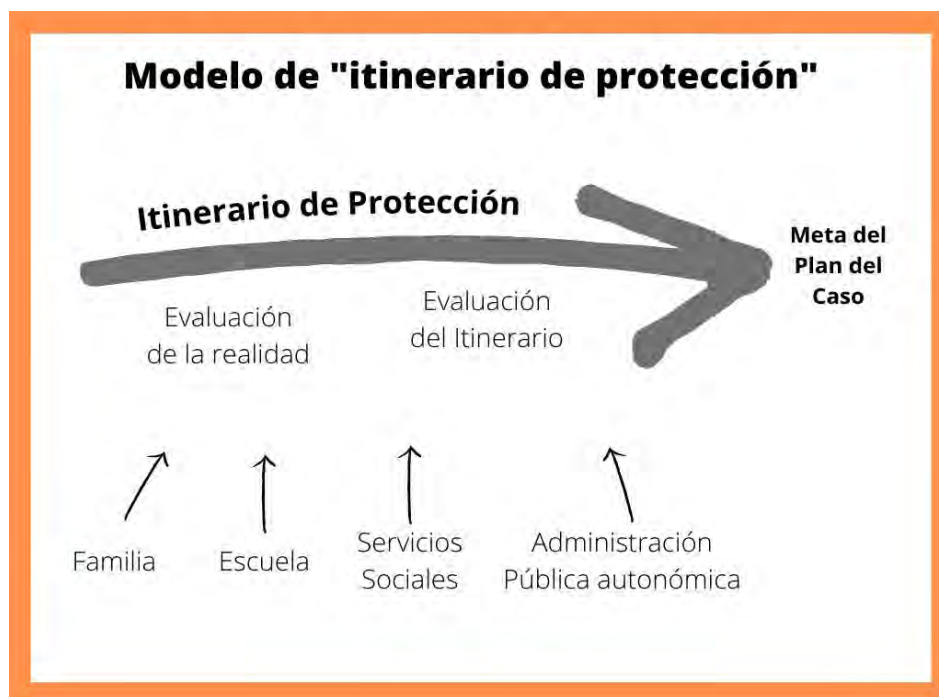 Modelo de "itinerario de protección"
Itinerario de Protección
Meta del
Plan del
Caso
Evaluación
de la realidad
Evaluación
del Itinerario
Familia
Escuela
Servicios
Sociales
Administración
Pública autonómica